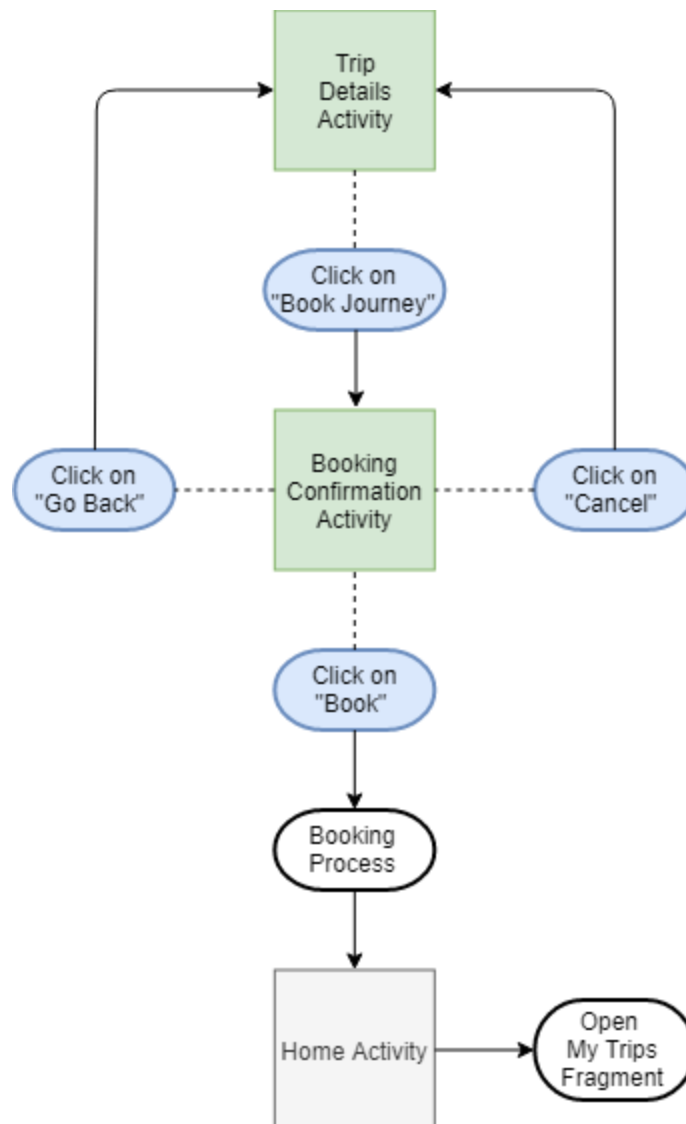 Trip
Details
Activity
Click on
"Book Journey"
Click on
"Go Back"
Booking
Confirmation
Activity
Click on
"Cancel"
Click on
"Book"
Booking
Process
Home Activity
Open
My Trips
Fragment